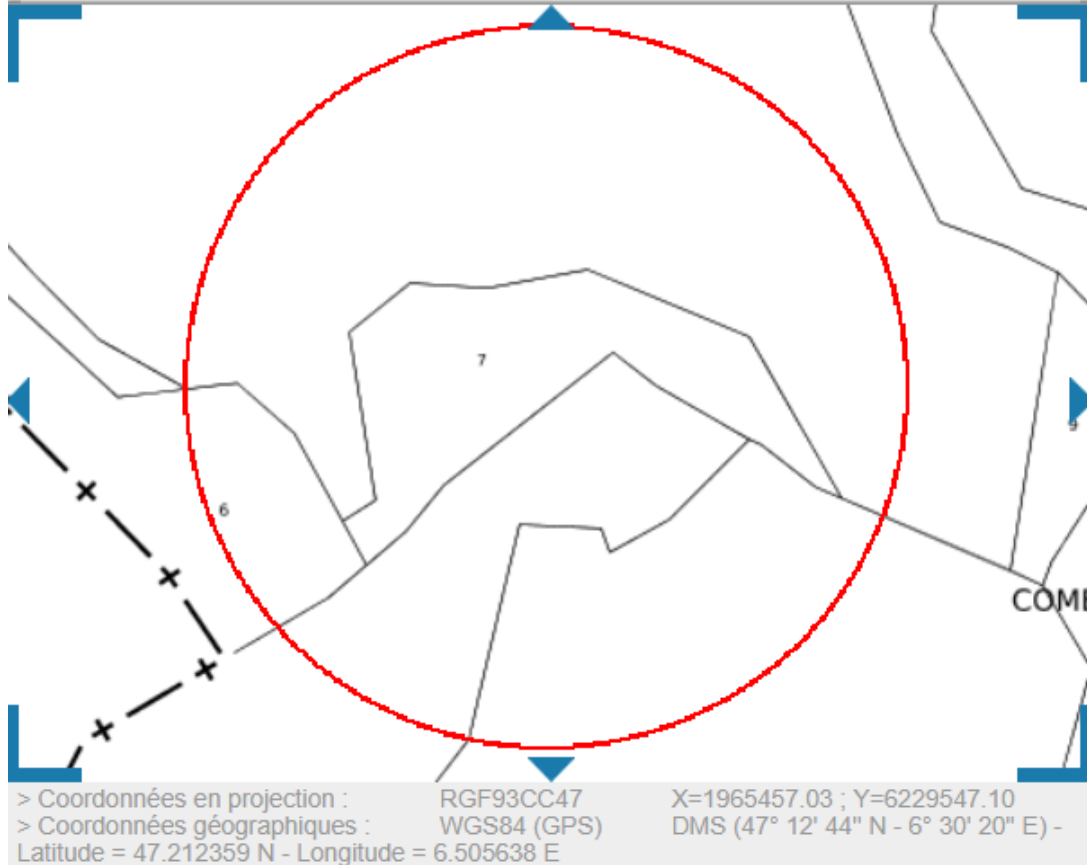 7
9
6
COMB
> Coordonnées en projection : RGF93CC47 X=1965457.03 ; Y=6229547.10
> Coordonnées géographiques : WGS84 (GPS) DMS (47° 12' 44" N - 6° 30' 20" E) -
Latitude = 47.212359 N - Longitude = 6.505638 E